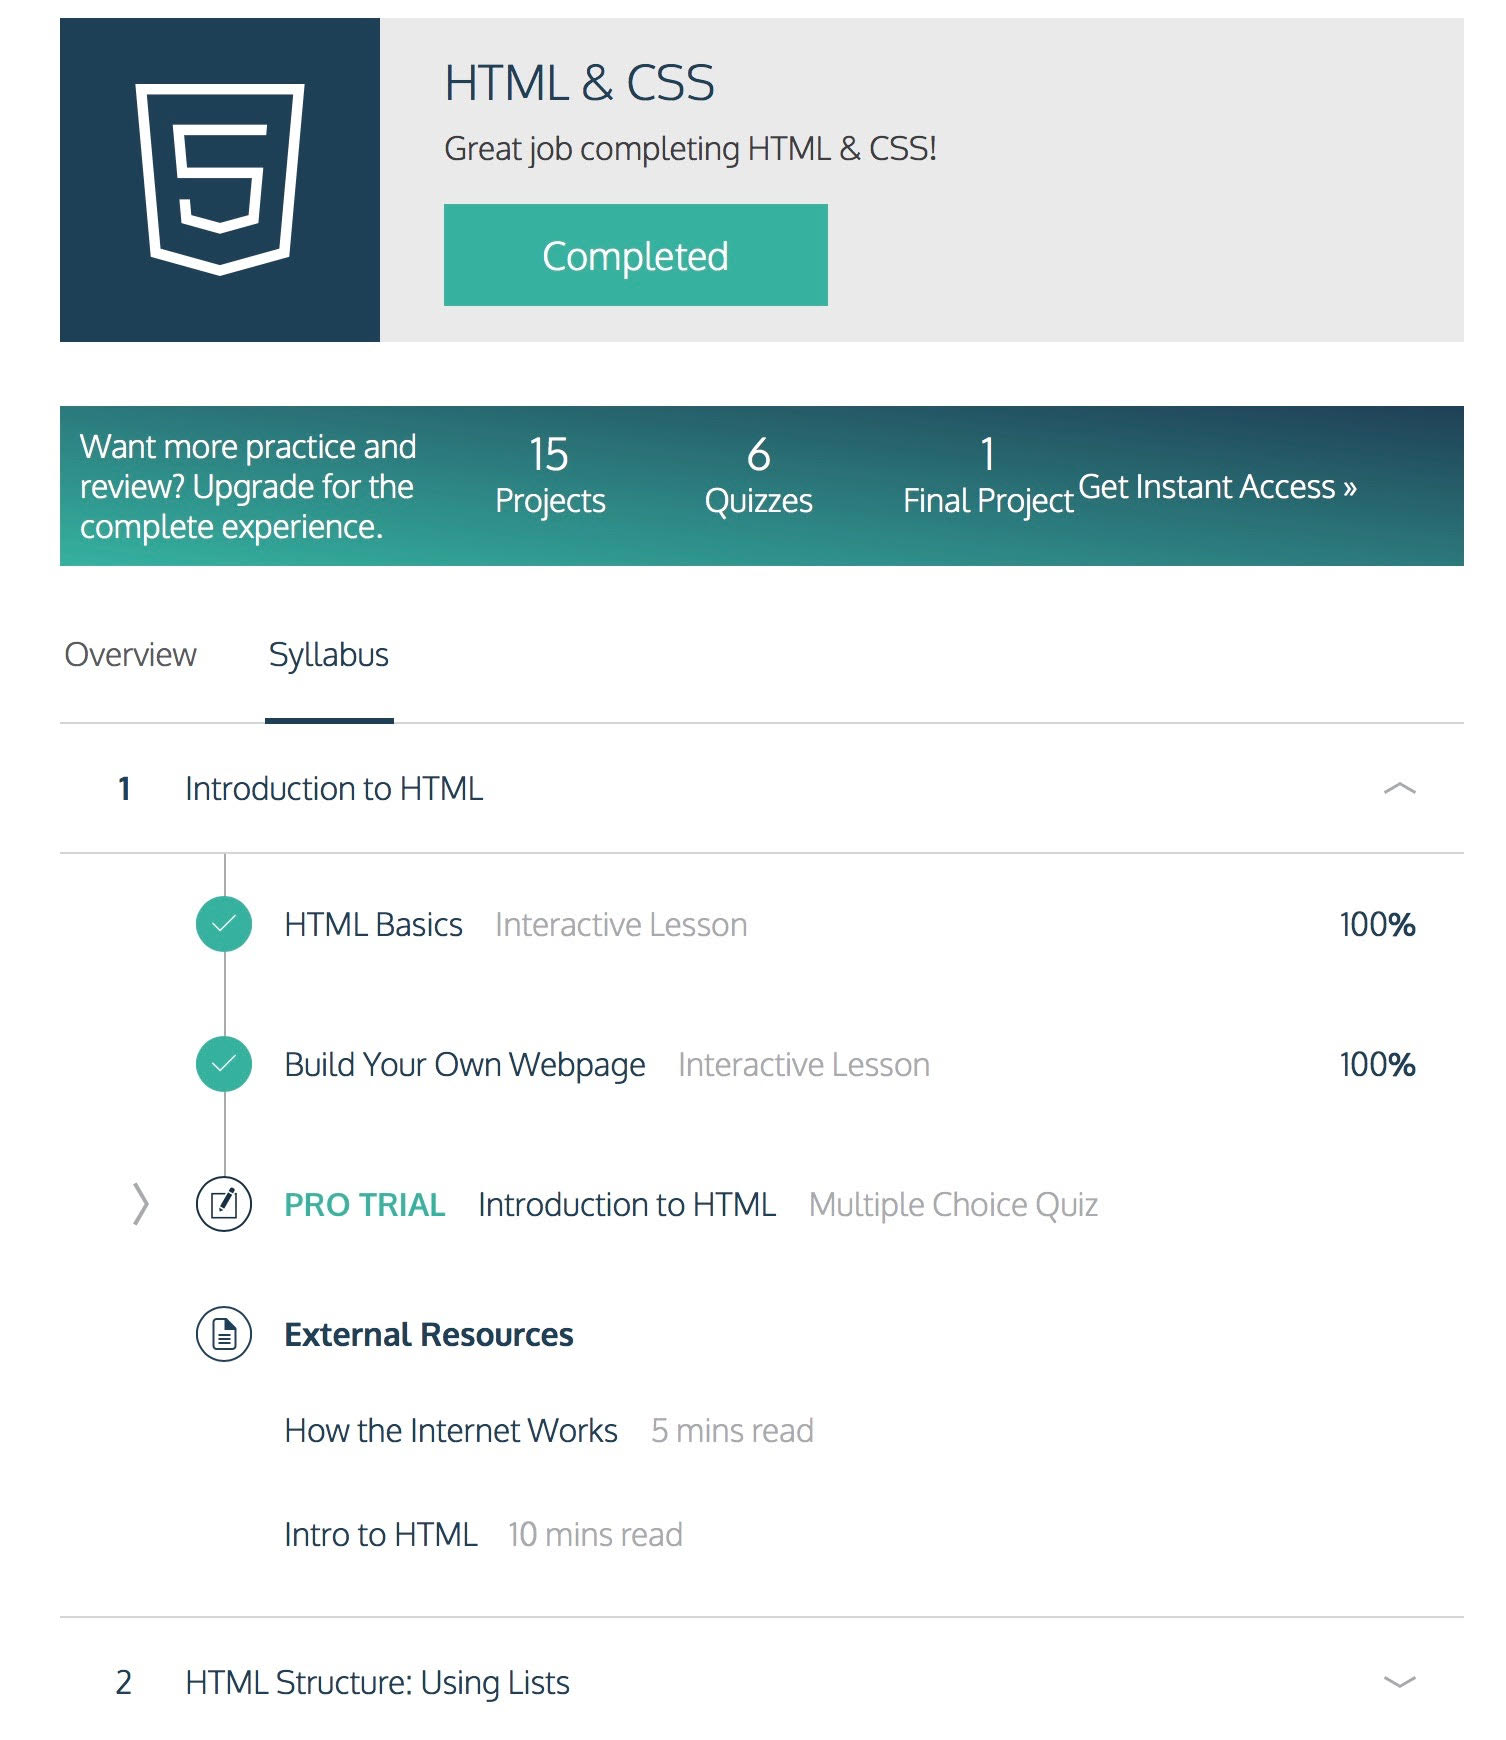 HTML & CSS
Great job completing HTML & CSS!
Completed
Want more practice and
review? Upgrade for the
complete experience.
15
Projects
6
Quizzes
1
Final Project
Get Instant Access »
Overview
Syllabus
1 Introduction to HTML
HTML Basics Interactive Lesson 100%
Build Your Own Webpage Interactive Lesson 100%
PRO TRIAL Introduction to HTML Multiple Choice Quiz
External Resources
How the Internet Works 5 mins read
Intro to HTML 10 mins read
2 HTML Structure: Using Lists